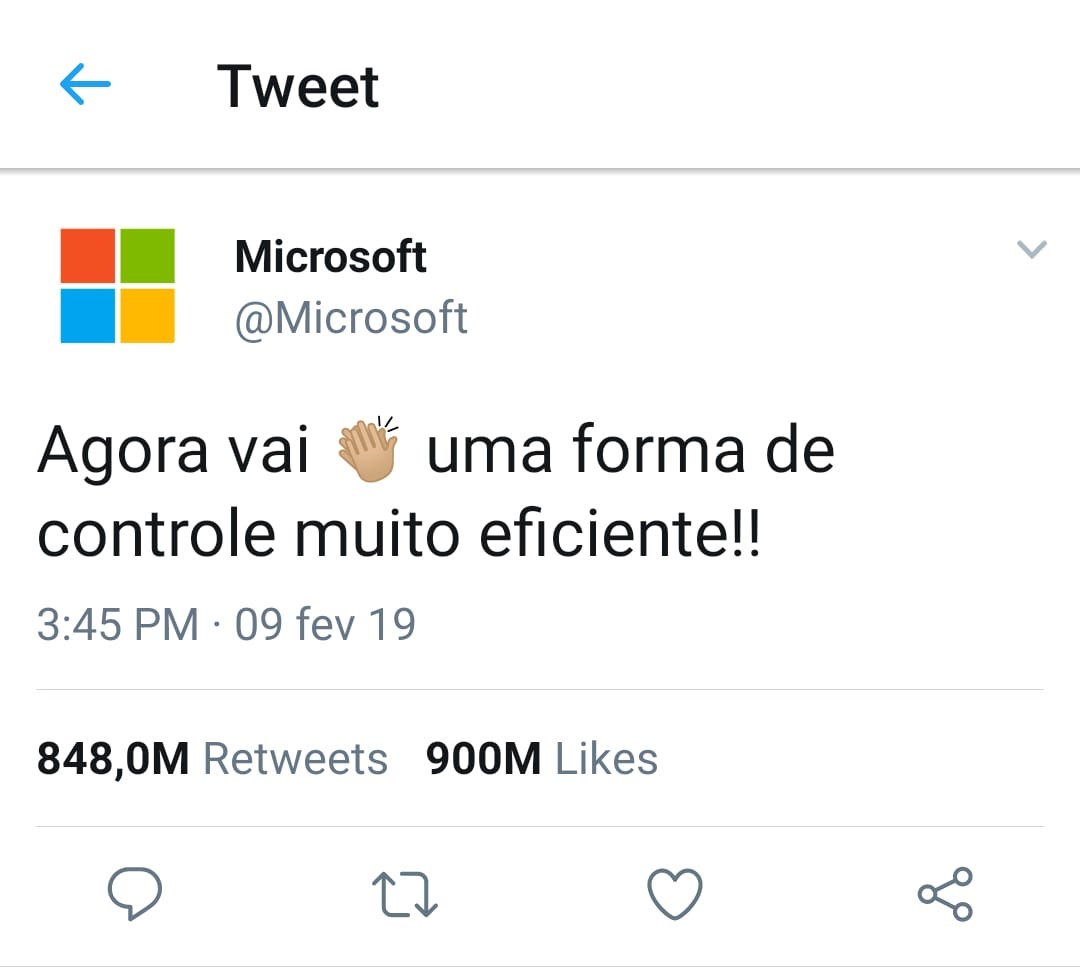 Tweet
Microsoft
@Microsoft
Agora vai 👏🏼 uma forma de
controle muito eficiente!!
3:45 PM · 09 fev 19
848,0M Retweets 900M Likes